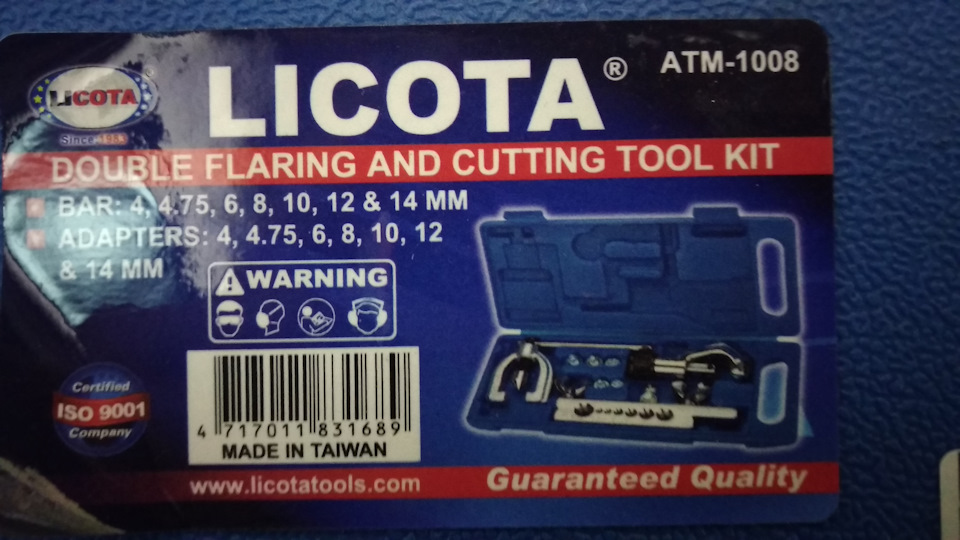 LICOTA
Since 1983
LICOTA®
ATM-1008
DOUBLE FLARING AND CUTTING TOOL KIT
BAR: 4, 4.75, 6, 8, 10, 12 & 14 MM
ADAPTERS: 4, 4.75, 6, 8, 10, 12
& 14 MM
WARNING
Certified
ISO 9001
Company
4 717011 831689
MADE IN TAIWAN
www.licotatools.com
Guaranteed Quality